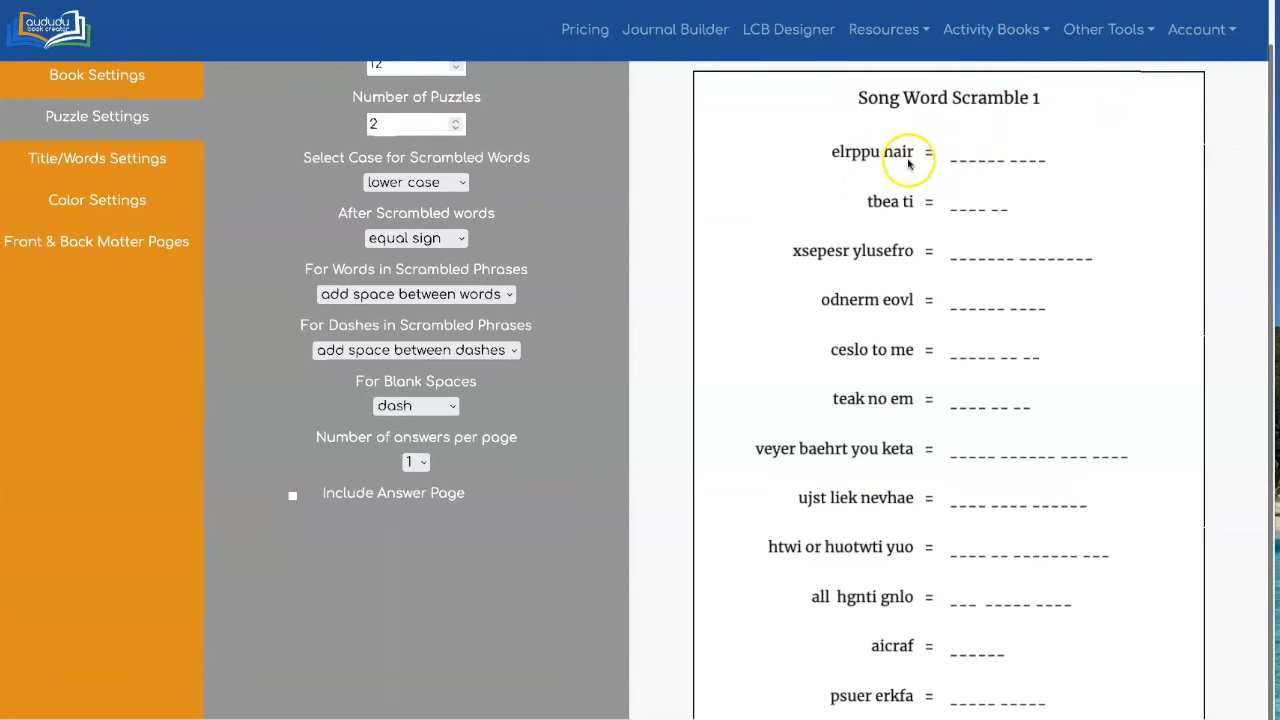 aududu
book creator
Pricing Journal Builder LCB Designer Resources Activity Books Other Tools Account
Book Settings
Puzzle Settings
Title/Words Settings
Color Settings
Front & Back Matter Pages
12
Number of Puzzles
2
Select Case for Scrambled Words
lower case
After Scrambled words
equal sign
For Words in Scrambled Phrases
add space between words
For Dashes in Scrambled Phrases
add space between dashes
For Blank Spaces
dash
Number of answers per page
1
Include Answer Page
Song Word Scramble 1
elrppu nair = _ _ _ _ _ _ _ _ _ _
tbea ti = _ _ _ _ _ _
xsepesr ylusefro = _ _ _ _ _ _ _ _ _ _ _ _ _ _ _
odnerm eovl = _ _ _ _ _ _ _ _ _ _
ceslo to me = _ _ _ _ _ _ _ _ _
teak no em = _ _ _ _ _ _ _ _
veyer baehrt you keta = _ _ _ _ _ _ _ _ _ _ _ _ _ _ _ _ _ _
ujst liek nevhae = _ _ _ _ _ _ _ _ _ _ _ _ _ _
htwi or huotwti yuo = _ _ _ _ _ _ _ _ _ _ _ _ _ _ _ _
all hgnti gnlo = _ _ _ _ _ _ _ _ _ _ _ _
aicraf = _ _ _ _ _ _
psuer erkfa = _ _ _ _ _ _ _ _ _ _